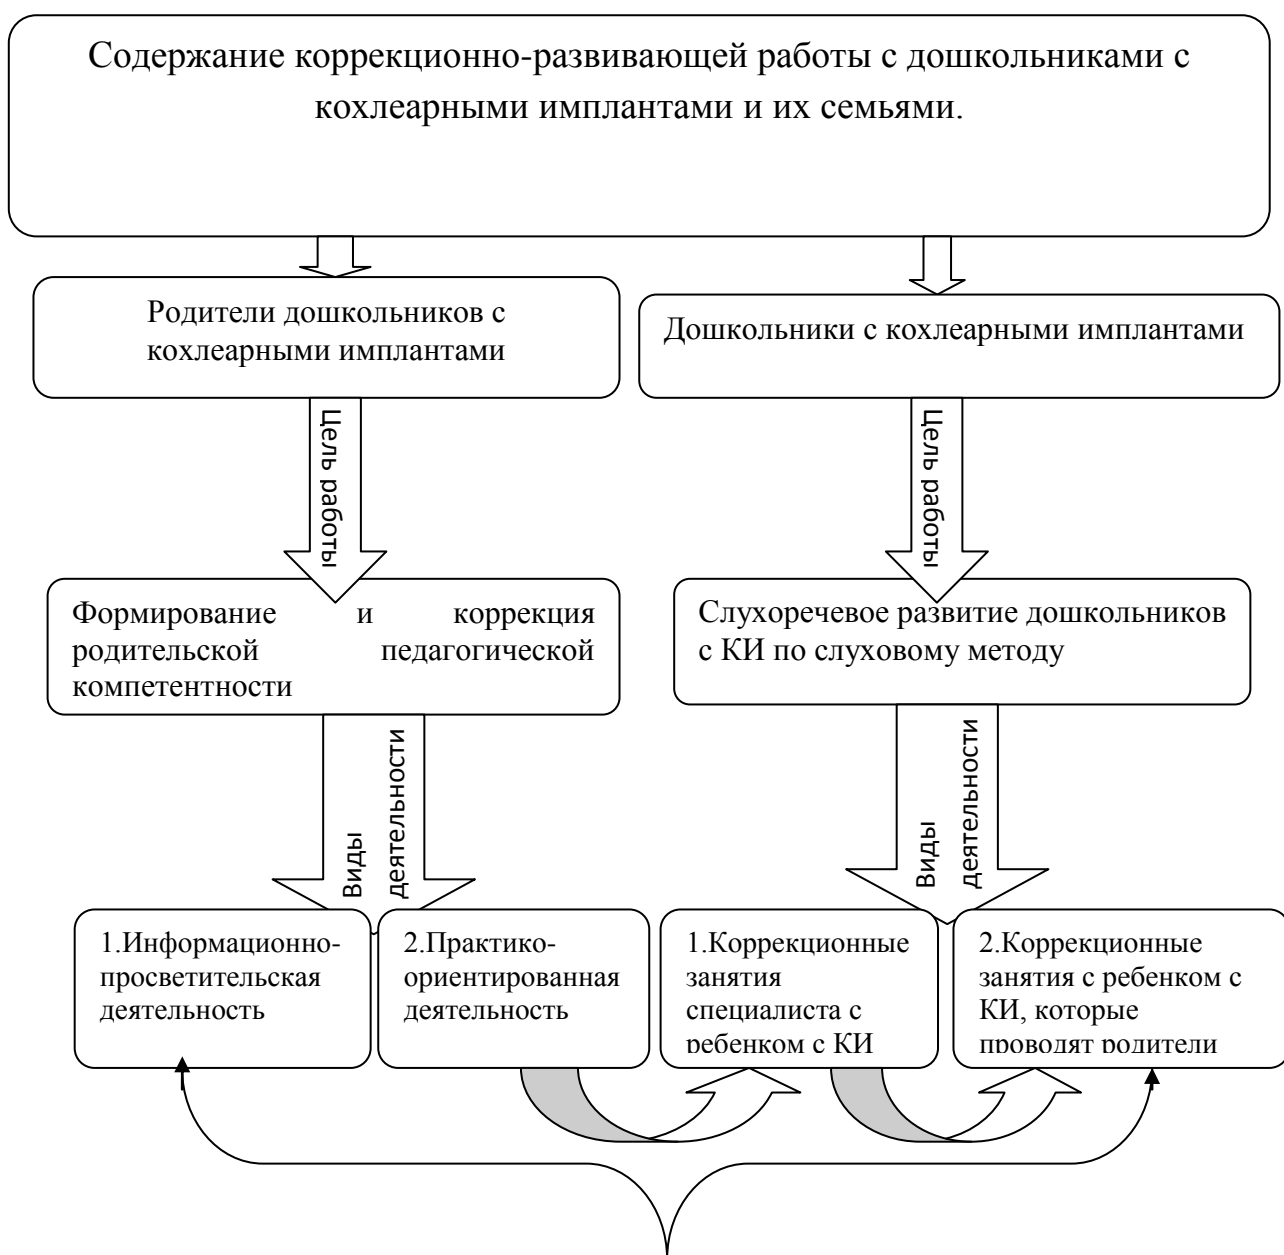 Содержание коррекционно-развивающей работы с дошкольниками с
кохлеарными имплантами и их семьями.
Родители дошкольников с
кохлеарными имплантами
Дошкольники с кохлеарными имплантами
Цель работы
Цель работы
Формирование и коррекция
родительской педагогической
компетентности
Слухоречевое развитие дошкольников
с КИ по слуховому методу
Виды
деятельности
Виды
деятельности
1.Информационно-
просветительская
деятельность
2.Практико-
ориентированная
деятельность
1.Коррекционные
занятия
специалиста с
ребенком с КИ
2.Коррекционные
занятия с ребенком с
КИ, которые
проводят родители